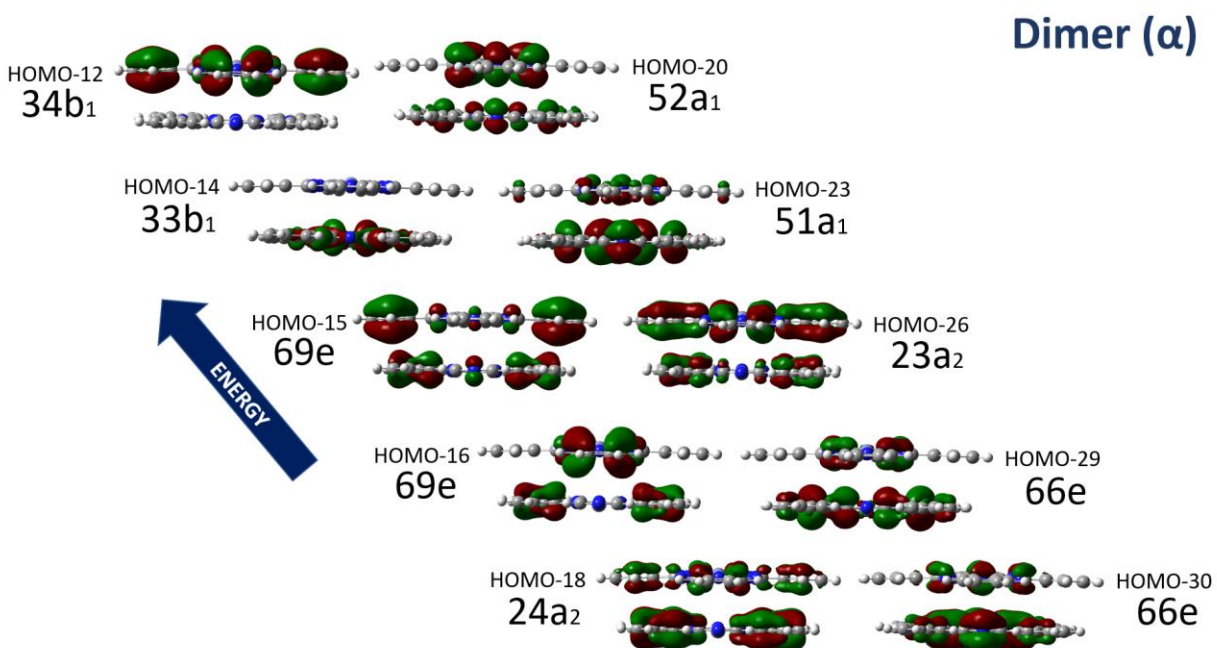 Dimer (α)
HOMO-12
34b1
HOMO-20
52a1
HOMO-14
33b1
HOMO-23
51a1
HOMO-15
69e
HOMO-26
23a2
ENERGY
HOMO-16
69e
HOMO-29
66e
HOMO-18
24a2
HOMO-30
66e